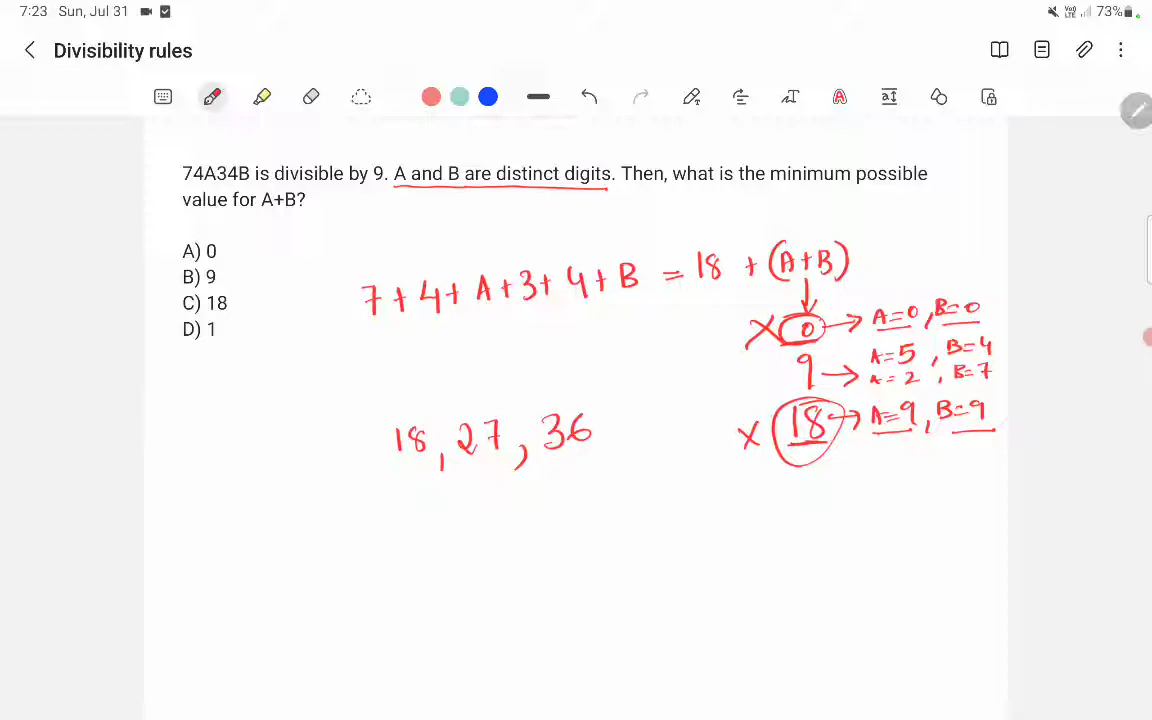 7:23 Sun, Jul 31
73%
Divisibility rules
74A34B is divisible by 9. A and B are distinct digits. Then, what is the minimum possible
value for A+B?
A) 0
B) 9
C) 18
D) 1
7+4+A+3+4+B = 18 + (A+B)
0 → A=0, B=0
9 → A=5, B=4
A=2, B=7
18 → A=9, B=9
18, 27, 36